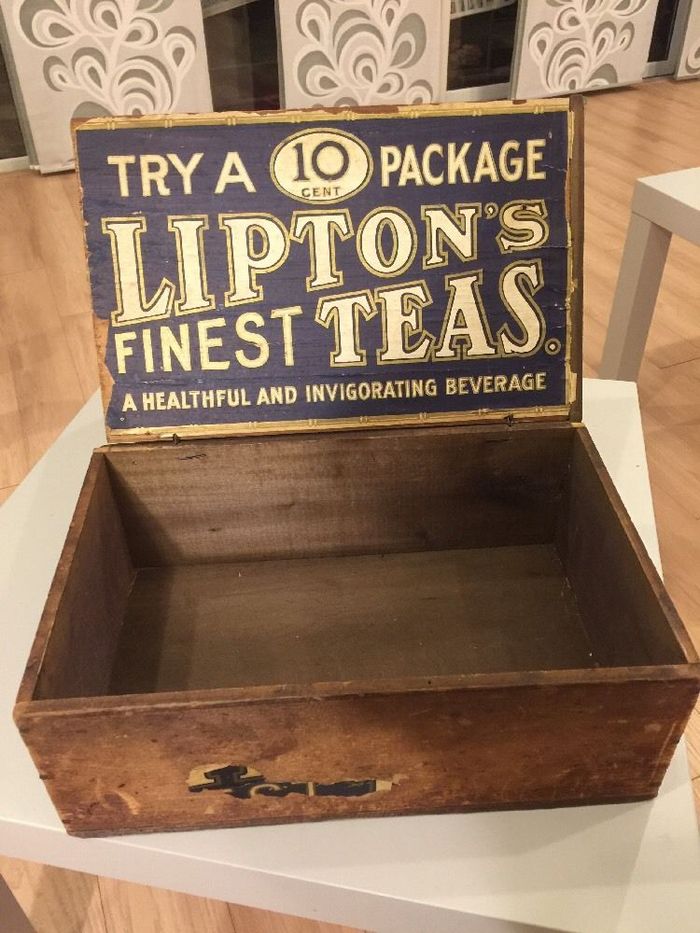 TRY A 10 CENT PACKAGE
LIPTON'S
FINEST TEAS.
A HEALTHFUL AND INVIGORATING BEVERAGE